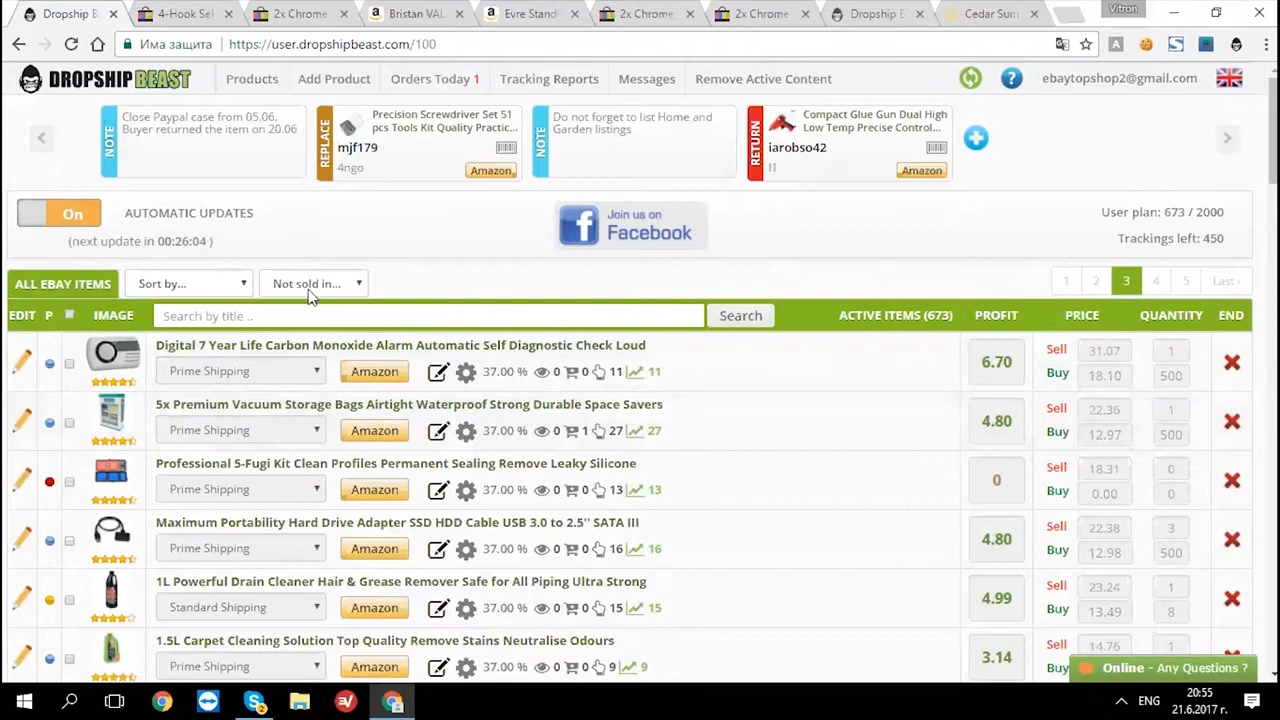 Dropship B
4-Hook Sel
2x Chrome
Bristan VAL
Evre Stand
2x Chrome
2x Chrome
Dropship B
Cedar Sum
Vitron
Има защита
https://user.dropshipbeast.com/100
DROPSHIPBEAST
Products
Add Product
Orders Today 1
Tracking Reports
Messages
Remove Active Content
ebaytopshop2@gmail.com
NOTE
Close Paypal case from 05.06.
Buyer returned the item on 20.06
REPLACE
Precision Screwdriver Set 51
pcs Tools Kit Quality Practic...
mjf179
4ngo
Amazon
NOTE
Do not forget to list Home and
Garden listings
RETURN
Compact Glue Gun Dual High
Low Temp Precise Control...
iarobso42
l1
Amazon
On
AUTOMATIC UPDATES
(next update in 00:26:04 )
Join us on
Facebook
User plan: 673 / 2000
Trackings left: 450
ALL EBAY ITEMS
Sort by...
Not sold in...
1 2 3 4 5 Last ›
EDIT P IMAGE
Search by title ..
Search
ACTIVE ITEMS (673)
PROFIT PRICE QUANTITY END
Digital 7 Year Life Carbon Monoxide Alarm Automatic Self Diagnostic Check Loud
Prime Shipping Amazon 37.00 % 0 0 11 11
6.70
Sell 31.07 1
Buy 18.10 500
5x Premium Vacuum Storage Bags Airtight Waterproof Strong Durable Space Savers
Prime Shipping Amazon 37.00 % 0 1 27 27
4.80
Sell 22.36 1
Buy 12.97 500
Professional 5-Fugi Kit Clean Profiles Permanent Sealing Remove Leaky Silicone
Prime Shipping Amazon 37.00 % 0 0 13 13
0
Sell 18.31 0
Buy 0.00 0
Maximum Portability Hard Drive Adapter SSD HDD Cable USB 3.0 to 2.5'' SATA III
Prime Shipping Amazon 37.00 % 0 0 16 16
4.80
Sell 22.38 3
Buy 12.98 500
1L Powerful Drain Cleaner Hair & Grease Remover Safe for All Piping Ultra Strong
Standard Shipping Amazon 37.00 % 0 0 15 15
4.99
Sell 23.24 1
Buy 13.49 8
1.5L Carpet Cleaning Solution Top Quality Remove Stains Neutralise Odours
Prime Shipping Amazon 37.00 % 0 0 9 9
3.14
Sell 14.76 1
Buy
Online - Any Questions ?
ENG
20:55
21.6.2017 г.